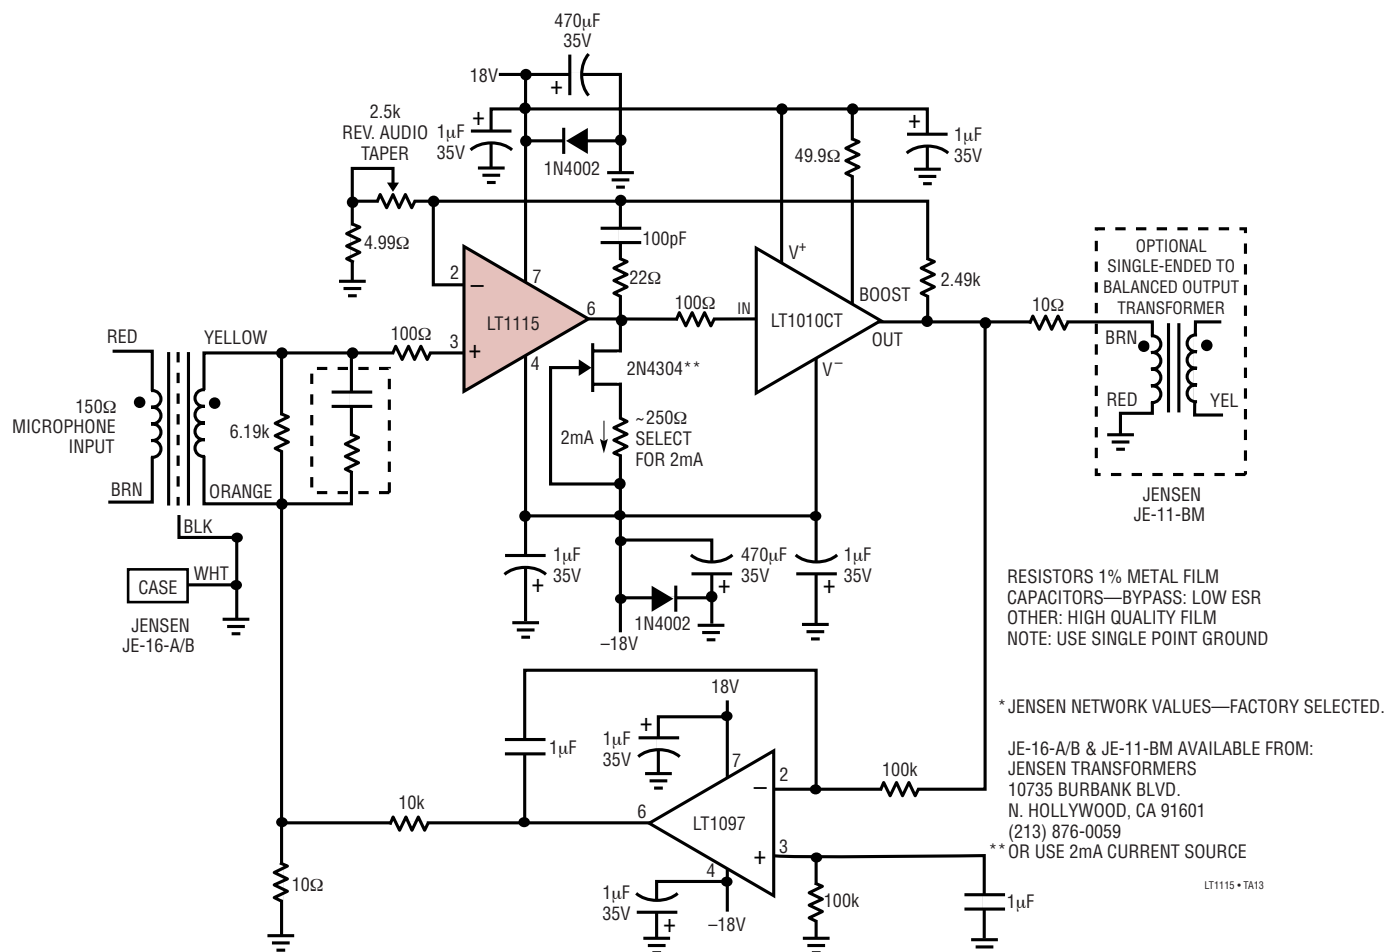 470µF
35V
18V
+
2.5k
REV. AUDIO
TAPER
+
1µF
35V
1N4002
49.9Ω
+
1µF
35V
4.99Ω
100pF
22Ω
2
–
7
LT1115
6
3
+
4
100Ω
V+
IN
LT1010CT
BOOST
OUT
V–
2.49k
10Ω
OPTIONAL
SINGLE-ENDED TO
BALANCED OUTPUT
TRANSFORMER
BRN
RED
YEL
JENSEN
JE-11-BM
RED
YELLOW
100Ω
150Ω
MICROPHONE
INPUT
6.19k
BRN
ORANGE
BLK
CASE
WHT
JENSEN
JE-16-A/B
2N4304**
2mA
~250Ω
SELECT
FOR 2mA
1µF
35V
+
470µF
35V
+
1µF
35V
+
1N4002
–18V
RESISTORS 1% METAL FILM
CAPACITORS—BYPASS: LOW ESR
OTHER: HIGH QUALITY FILM
NOTE: USE SINGLE POINT GROUND
*JENSEN NETWORK VALUES—FACTORY SELECTED.
JE-16-A/B & JE-11-BM AVAILABLE FROM:
JENSEN TRANSFORMERS
10735 BURBANK BLVD.
N. HOLLYWOOD, CA 91601
(213) 876-0059
**OR USE 2mA CURRENT SOURCE
LT1115 • TA13
18V
1µF
+
1µF
35V
7
2
–
100k
10k
6
LT1097
3
+
4
10Ω
1µF
35V
+
–18V
100k
1µF